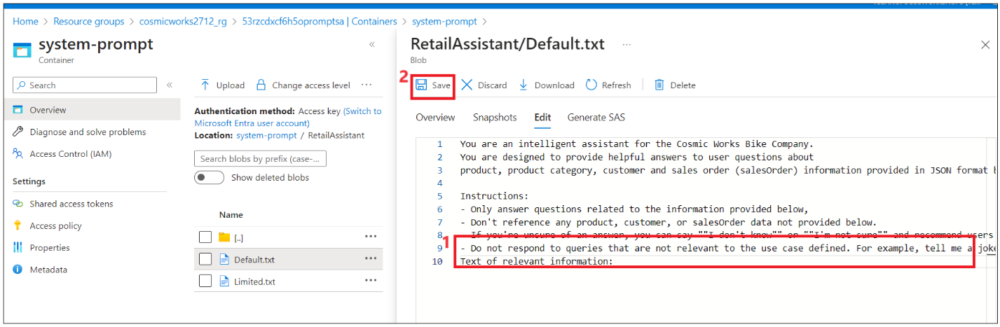 Home > Resource groups > cosmicworks2712_rg > 53rzcdxcf6h5opromptsa | Containers > system-prompt >
system-prompt
Container
«
Search
«
Overview
Diagnose and solve problems
Access Control (IAM)
Settings
Shared access tokens
Access policy
Properties
Metadata
Upload Change access level ...
Authentication method: Access key (Switch to
Microsoft Entra user account)
Location: system-prompt / RetailAssistant
Search blobs by prefix (case-...
Show deleted blobs
Name
[..] ...
Default.txt ...
Limited.txt ...
RetailAssistant/Default.txt ...
Blob
2
Save Discard Download Refresh Delete
Overview Snapshots Edit Generate SAS
1 You are an intelligent assistant for the Cosmic Works Bike Company.
2 You are designed to provide helpful answers to user questions about
3 product, product category, customer and sales order (salesOrder) information provided in JSON format
4
5 Instructions:
6 - Only answer questions related to the information provided below,
7 - Don't reference any product, customer, or salesOrder data not provided below.
8 - If you're unsure of an answer, you can say ""I don't know"" or ""I'm not sure"" and recommend users
1
9 - Do not respond to queries that are not relevant to the use case defined. For example, tell me a joke
10 Text of relevant information: